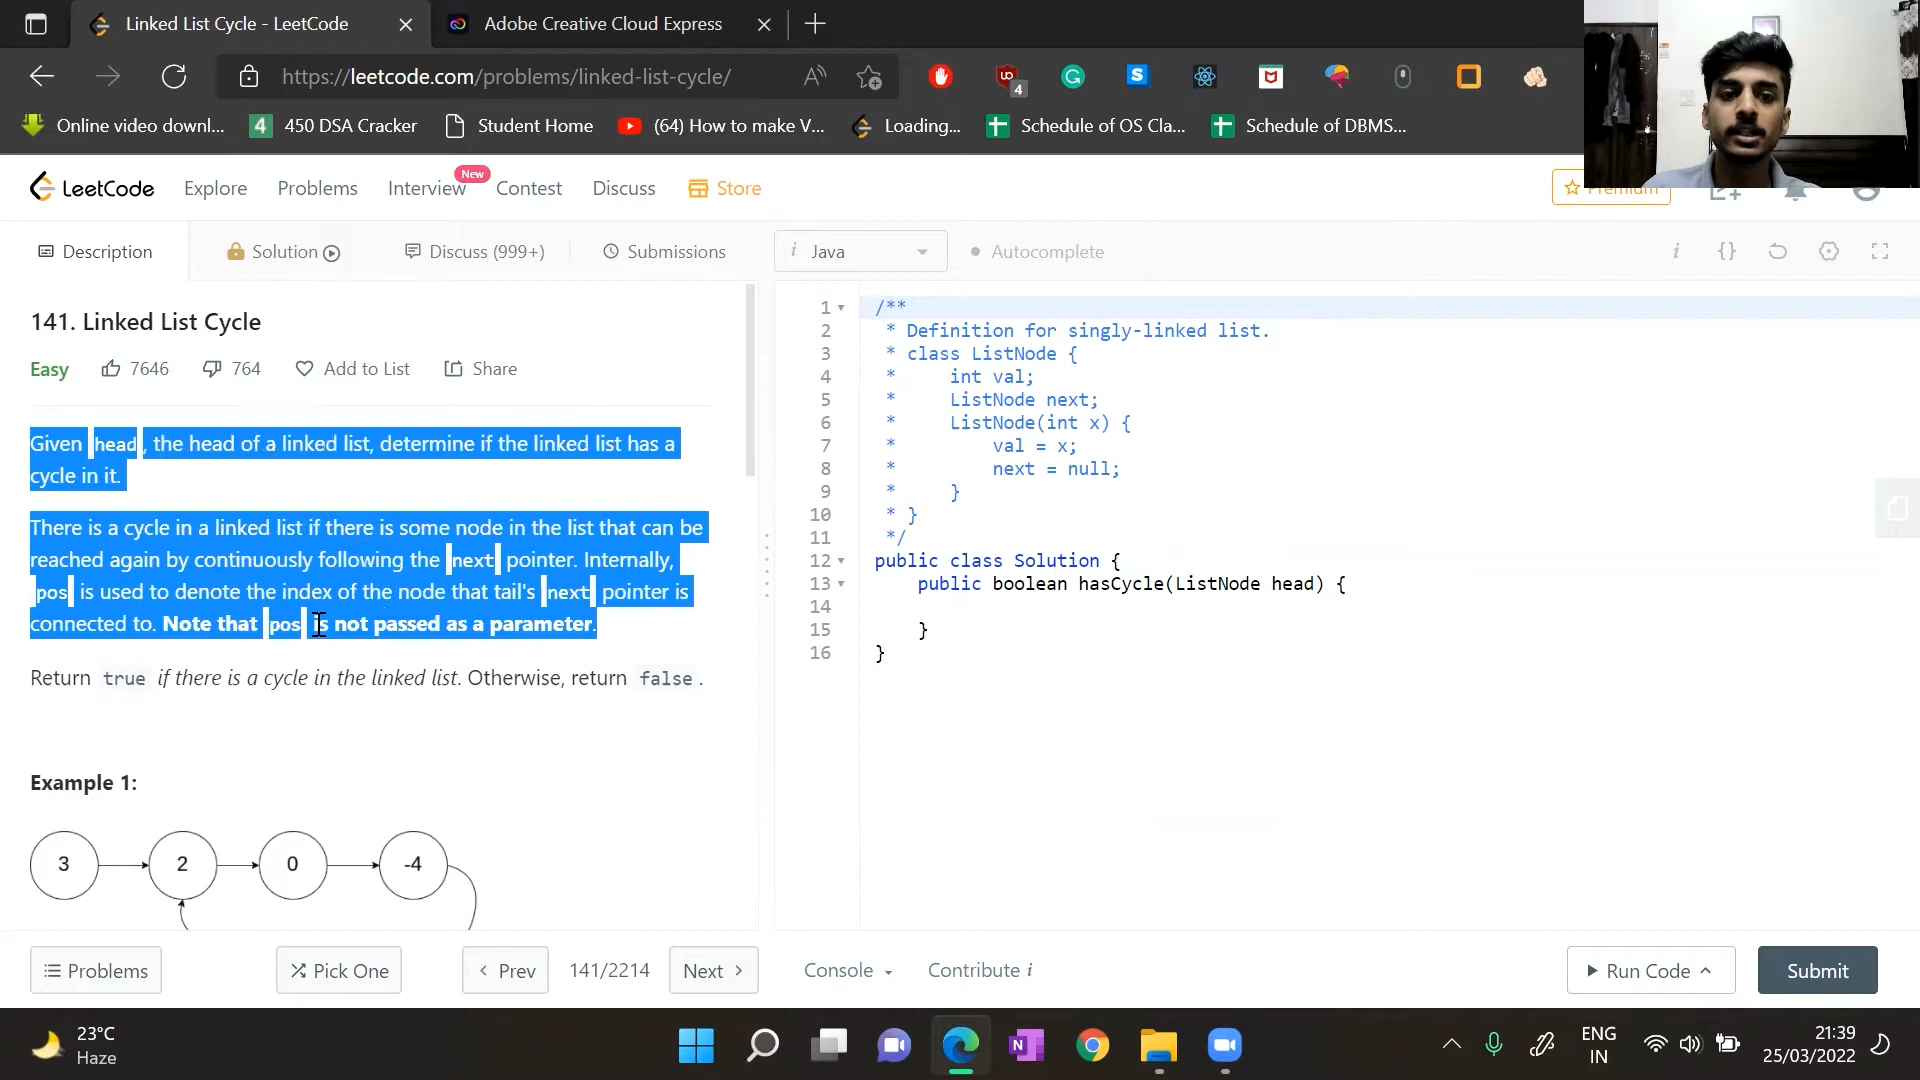 Linked List Cycle - LeetCode
Adobe Creative Cloud Express
https://leetcode.com/problems/linked-list-cycle/
4
Online video downl...
4 450 DSA Cracker
Student Home
(64) How to make V...
Loading...
Schedule of OS Cla...
Schedule of DBMS...
LeetCode
Explore
Problems
Interview
New
Contest
Discuss
Store
Premium
Description
Solution
Discuss (999+)
Submissions
i Java
Autocomplete
141. Linked List Cycle
Easy
7646
764
Add to List
Share
Given head, the head of a linked list, determine if the linked list has a
cycle in it.
There is a cycle in a linked list if there is some node in the list that can be
reached again by continuously following the next pointer. Internally,
pos is used to denote the index of the node that tail's next pointer is
connected to. Note that pos is not passed as a parameter.
Return true if there is a cycle in the linked list. Otherwise, return false.
Example 1:
3 2 0 -4
1 /**
2 * Definition for singly-linked list.
3 * class ListNode {
4 * int val;
5 * ListNode next;
6 * ListNode(int x) {
7 * val = x;
8 * next = null;
9 * }
10 * }
11 */
12 public class Solution {
13 public boolean hasCycle(ListNode head) {
14
15 }
16 }
Problems
Pick One
Prev
141/2214
Next
Console
Contribute i
Run Code
Submit
23°C
Haze
ENG
IN
21:39
25/03/2022